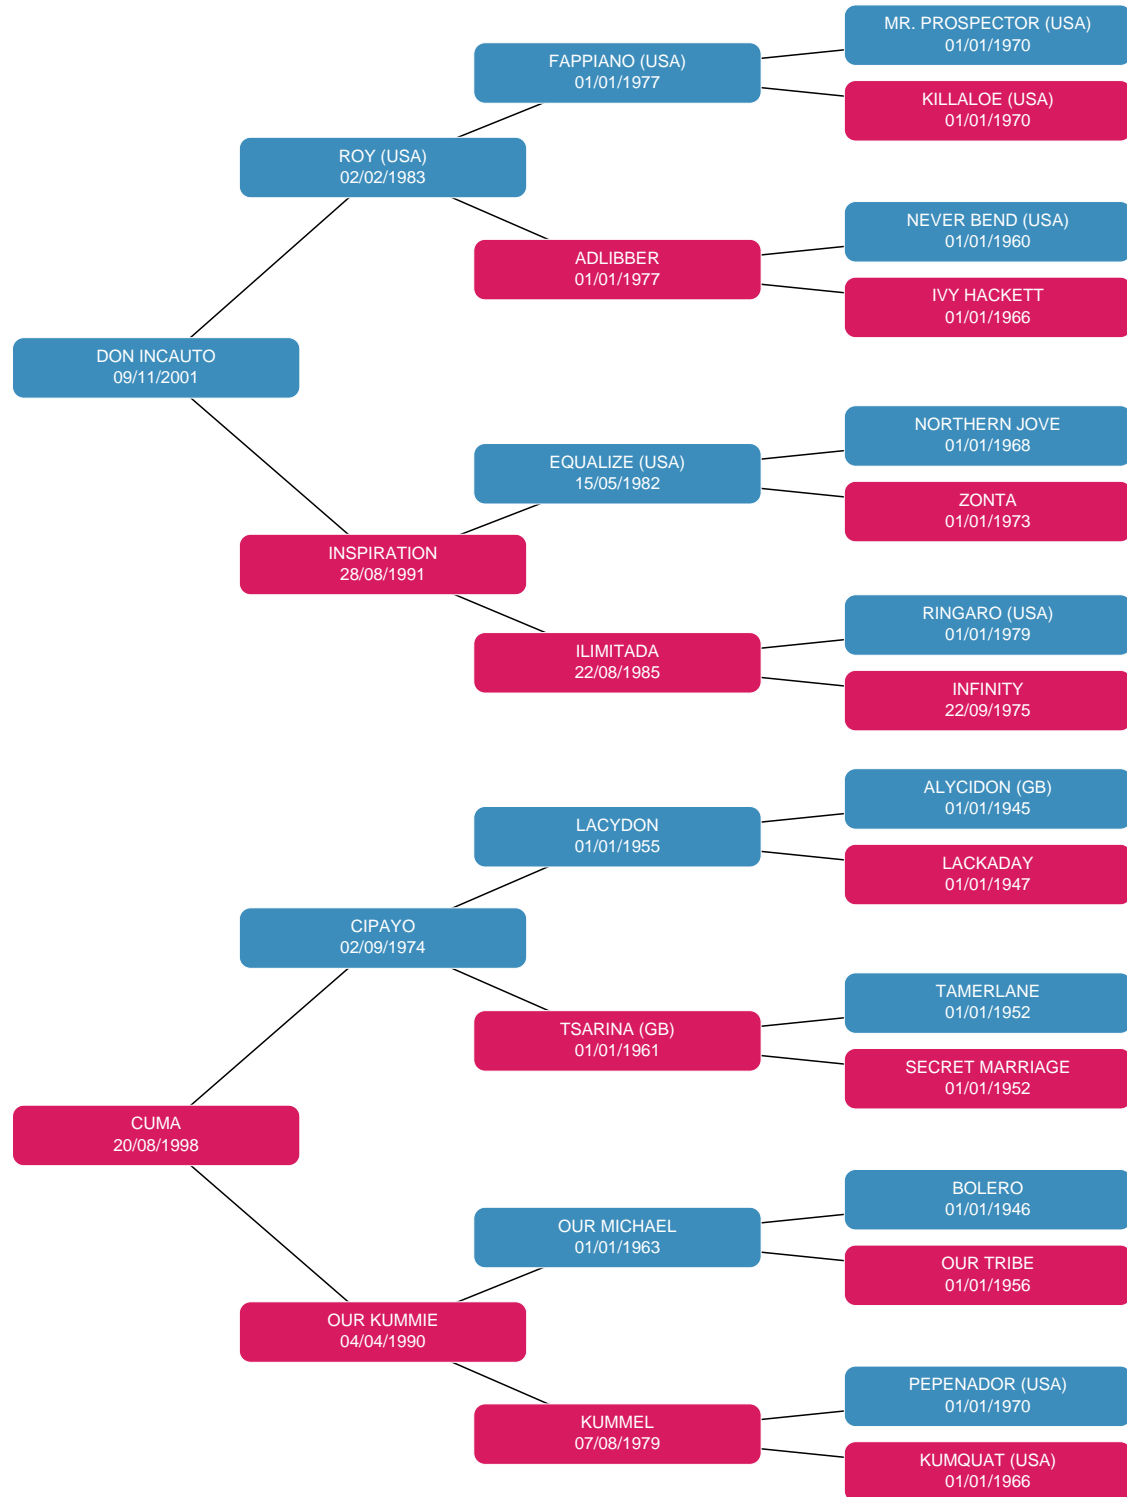 MR. PROSPECTOR (USA)
01/01/1970
FAPPIANO (USA)
01/01/1977
KILLALOE (USA)
01/01/1970
ROY (USA)
02/02/1983
NEVER BEND (USA)
01/01/1960
ADLIBBER
01/01/1977
IVY HACKETT
01/01/1966
DON INCAUTO
09/11/2001
NORTHERN JOVE
01/01/1968
EQUALIZE (USA)
15/05/1982
ZONTA
01/01/1973
INSPIRATION
28/08/1991
RINGARO (USA)
01/01/1979
ILIMITADA
22/08/1985
INFINITY
22/09/1975
ALYCIDON (GB)
01/01/1945
LACYDON
01/01/1955
LACKADAY
01/01/1947
CIPAYO
02/09/1974
TAMERLANE
01/01/1952
TSARINA (GB)
01/01/1961
SECRET MARRIAGE
01/01/1952
CUMA
20/08/1998
BOLERO
01/01/1946
OUR MICHAEL
01/01/1963
OUR TRIBE
01/01/1956
OUR KUMMIE
04/04/1990
PEPENADOR (USA)
01/01/1970
KUMMEL
07/08/1979
KUMQUAT (USA)
01/01/1966